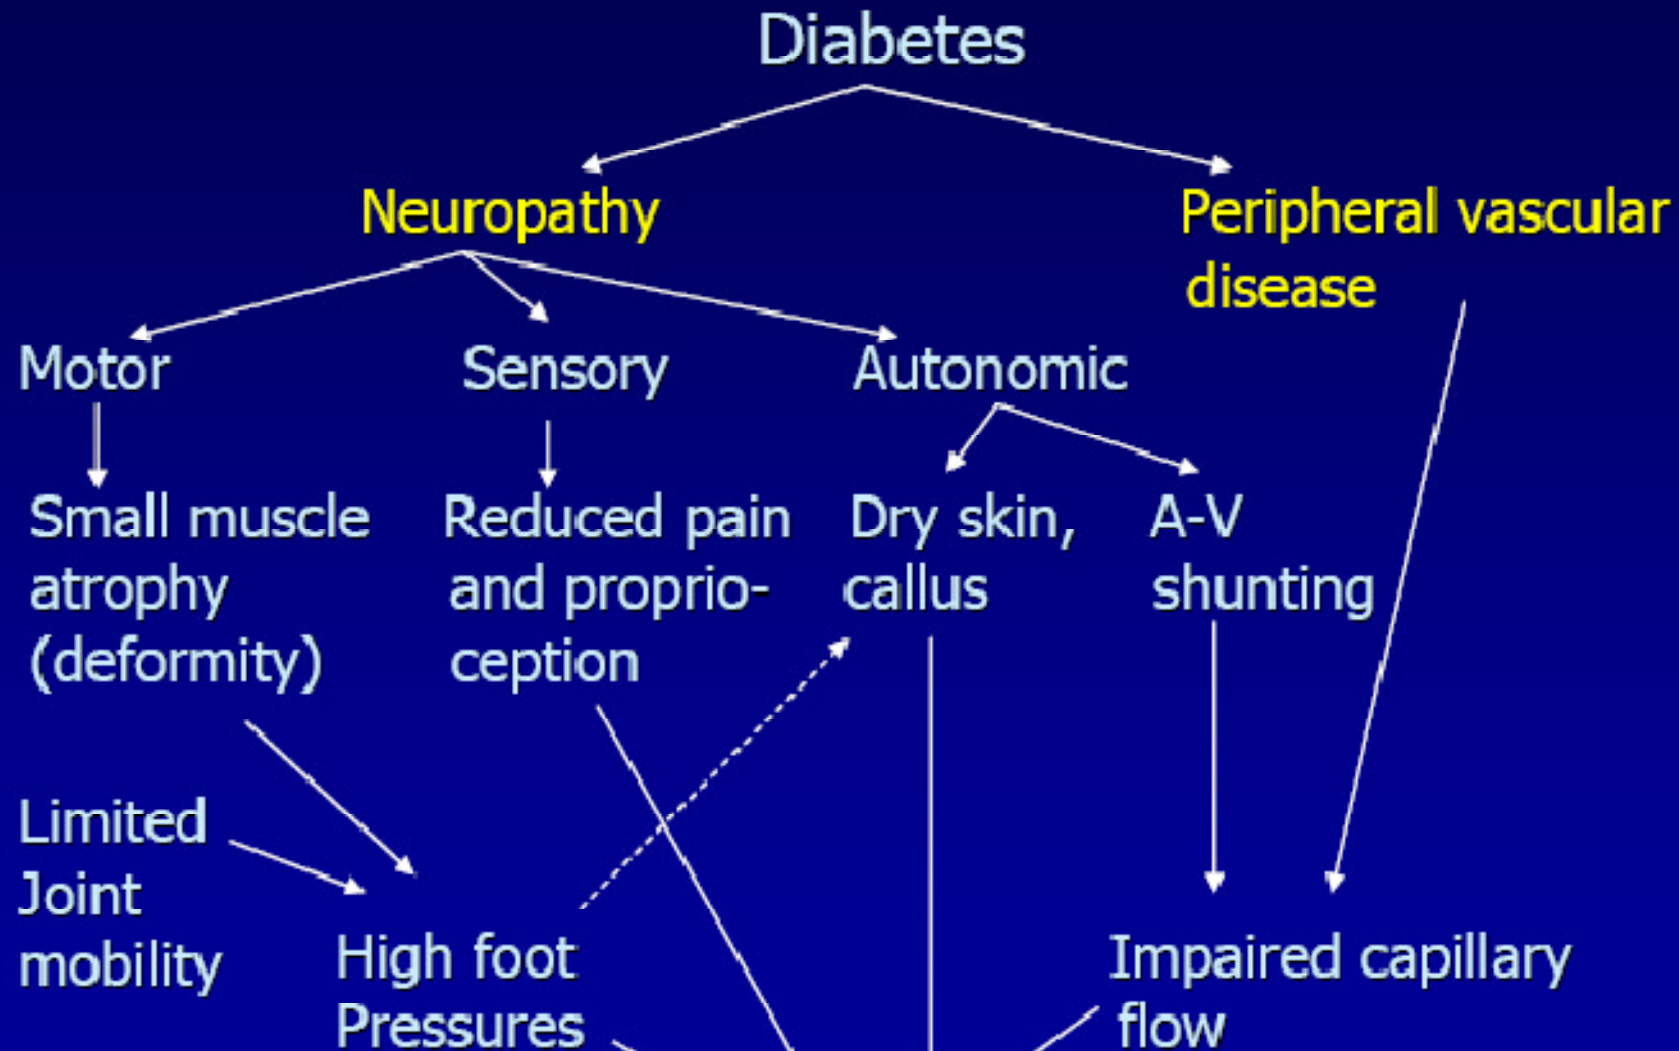 Diabetes
Neuropathy
Peripheral vascular
disease
Motor
Sensory
Autonomic
Small muscle
atrophy
(deformity)
Reduced pain
and proprio-
ception
Dry skin,
callus
A-V
shunting
Limited
Joint
mobility
High foot
Pressures
Impaired capillary
flow